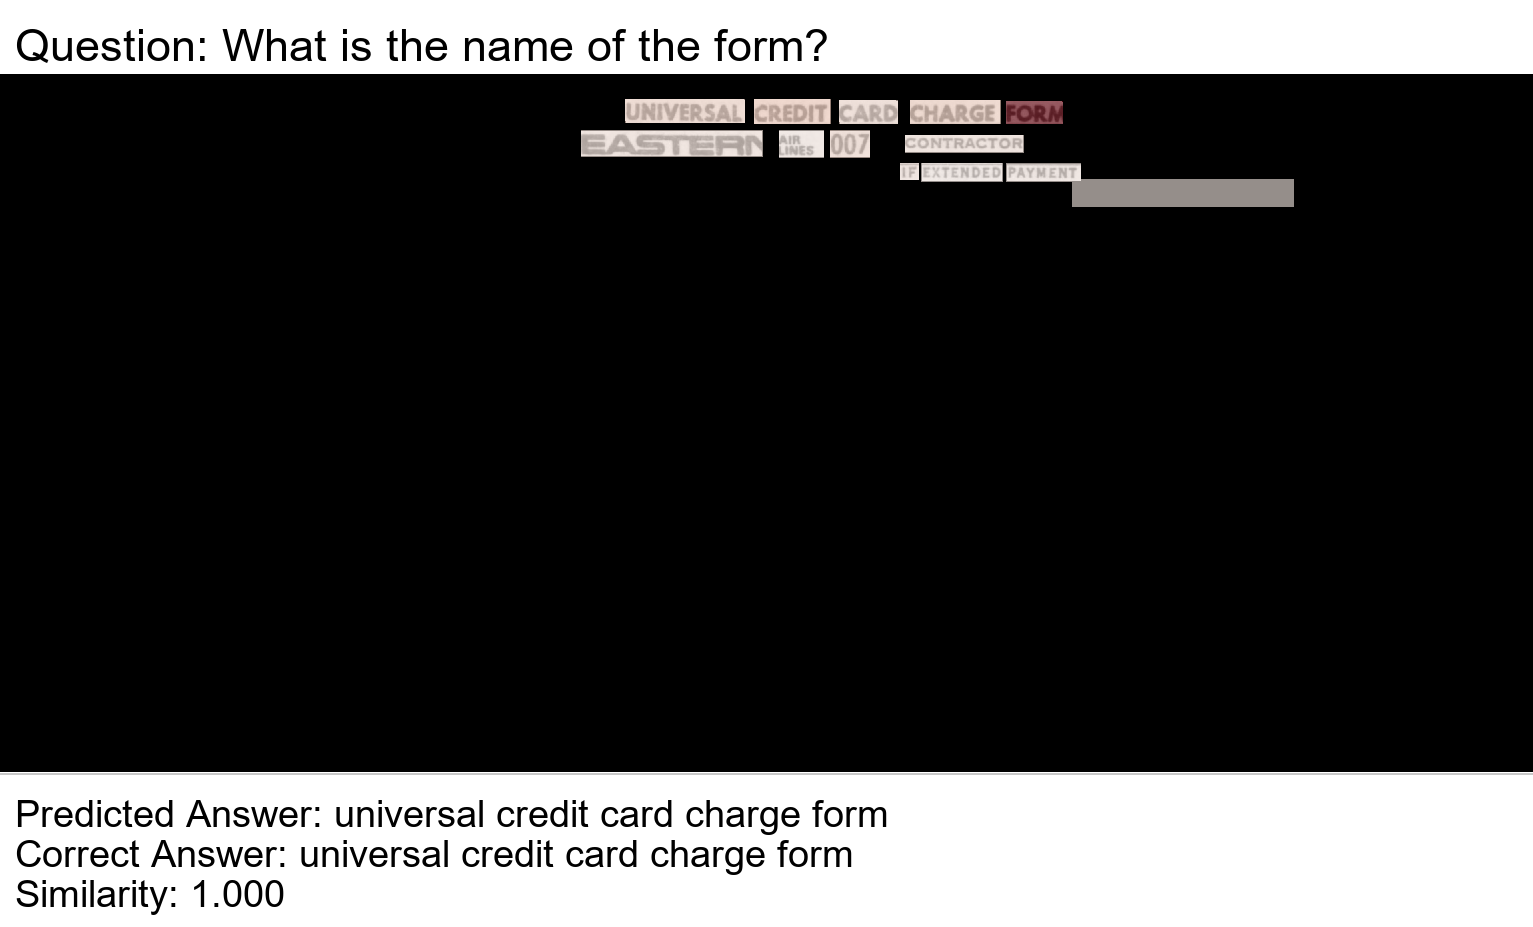 Question: What is the name of the form?
UNIVERSAL CREDIT CARD CHARGE FORM
EASTERN AIR LINES 007 CONTRACTOR
IF EXTENDED PAYMENT
Predicted Answer: universal credit card charge form
Correct Answer: universal credit card charge form
Similarity: 1.000